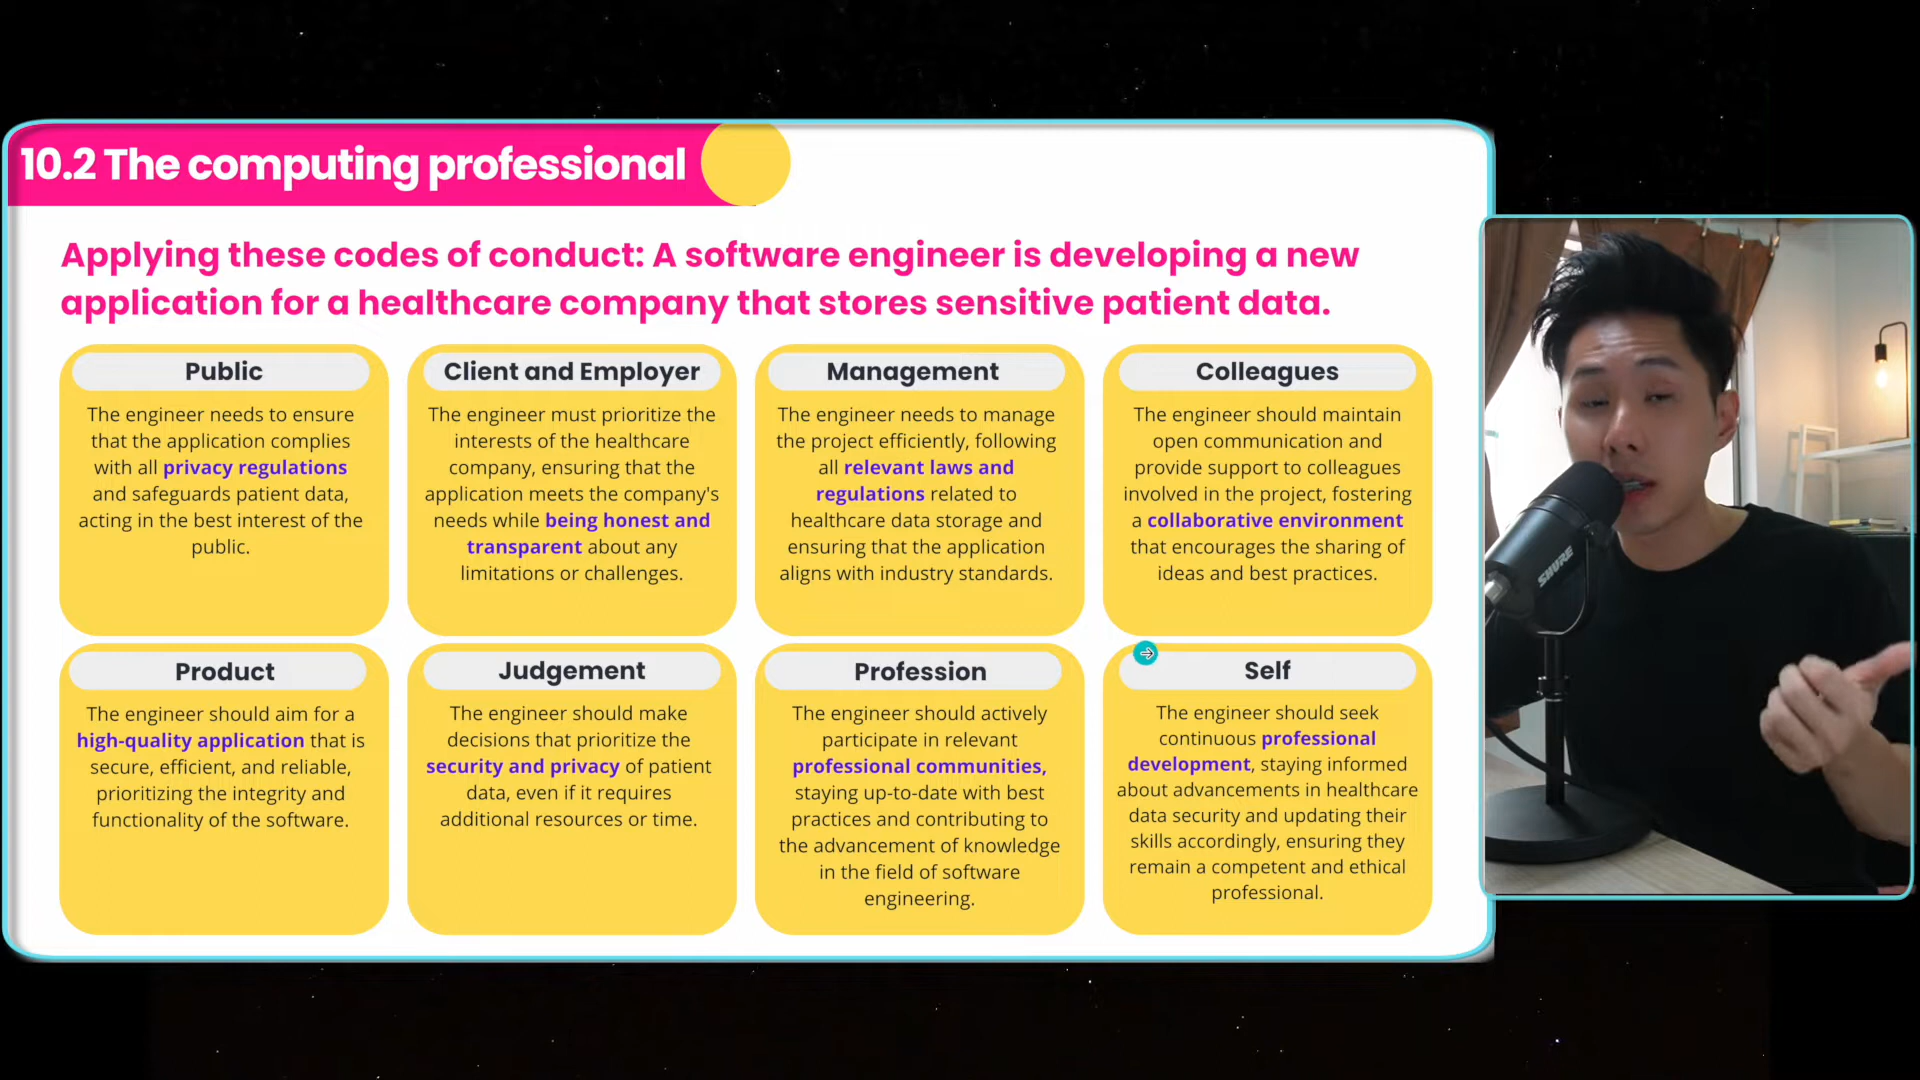 10.2 The computing professional
Applying these codes of conduct: A software engineer is developing a new
application for a healthcare company that stores sensitive patient data.
Public
The engineer needs to ensure
that the application complies
with all privacy regulations
and safeguards patient data,
acting in the best interest of the
public.
Client and Employer
The engineer must prioritize the
interests of the healthcare
company, ensuring that the
application meets the company's
needs while being honest and
transparent about any
limitations or challenges.
Management
The engineer needs to manage
the project efficiently, following
all relevant laws and
regulations related to
healthcare data storage and
ensuring that the application
aligns with industry standards.
Colleagues
The engineer should maintain
open communication and
provide support to colleagues
involved in the project, fostering
a collaborative environment
that encourages the sharing of
ideas and best practices.
Product
The engineer should aim for a
high-quality application that is
secure, efficient, and reliable,
prioritizing the integrity and
functionality of the software.
Judgement
The engineer should make
decisions that prioritize the
security and privacy of patient
data, even if it requires
additional resources or time.
Profession
The engineer should actively
participate in relevant
professional communities,
staying up-to-date with best
practices and contributing to
the advancement of knowledge
in the field of software
engineering.
Self
The engineer should seek
continuous professional
development, staying informed
about advancements in healthcare
data security and updating their
skills accordingly, ensuring they
remain a competent and ethical
professional.
SHURE